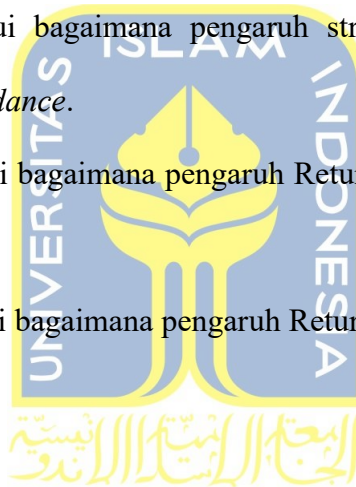 ui bagaimana pengaruh str
dance.
i bagaimana pengaruh Retur
i bagaimana pengaruh Retur
UNIVERSITAS ISLAM INDONESIA